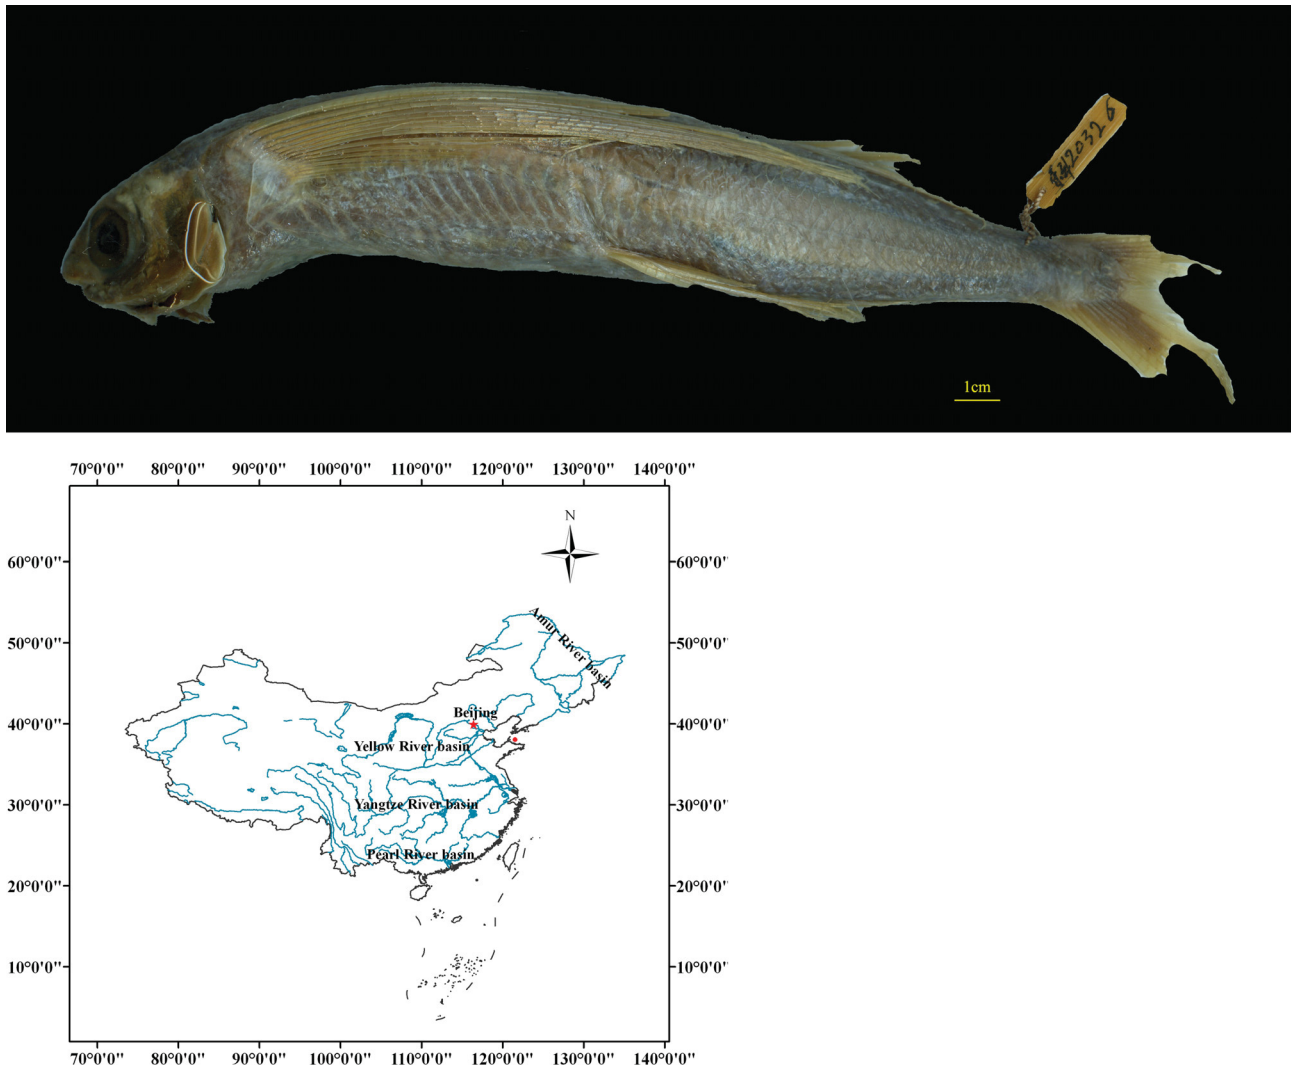 1cm
70°0'0" 80°0'0" 90°0'0" 100°0'0" 110°0'0" 120°0'0" 130°0'0" 140°0'0"
N
60°0'0" 60°0'0'
Amur River basin
50°0'0" 50°0'0'
Beijing
40°0'0" 40°0'0'
Yellow River basin
30°0'0" 30°0'0'
Yangtze River basin
Pearl River basin
20°0'0" 20°0'0'
10°0'0" 10°0'0'
70°0'0" 80°0'0" 90°0'0" 100°0'0" 110°0'0" 120°0'0" 130°0'0" 140°0'0"